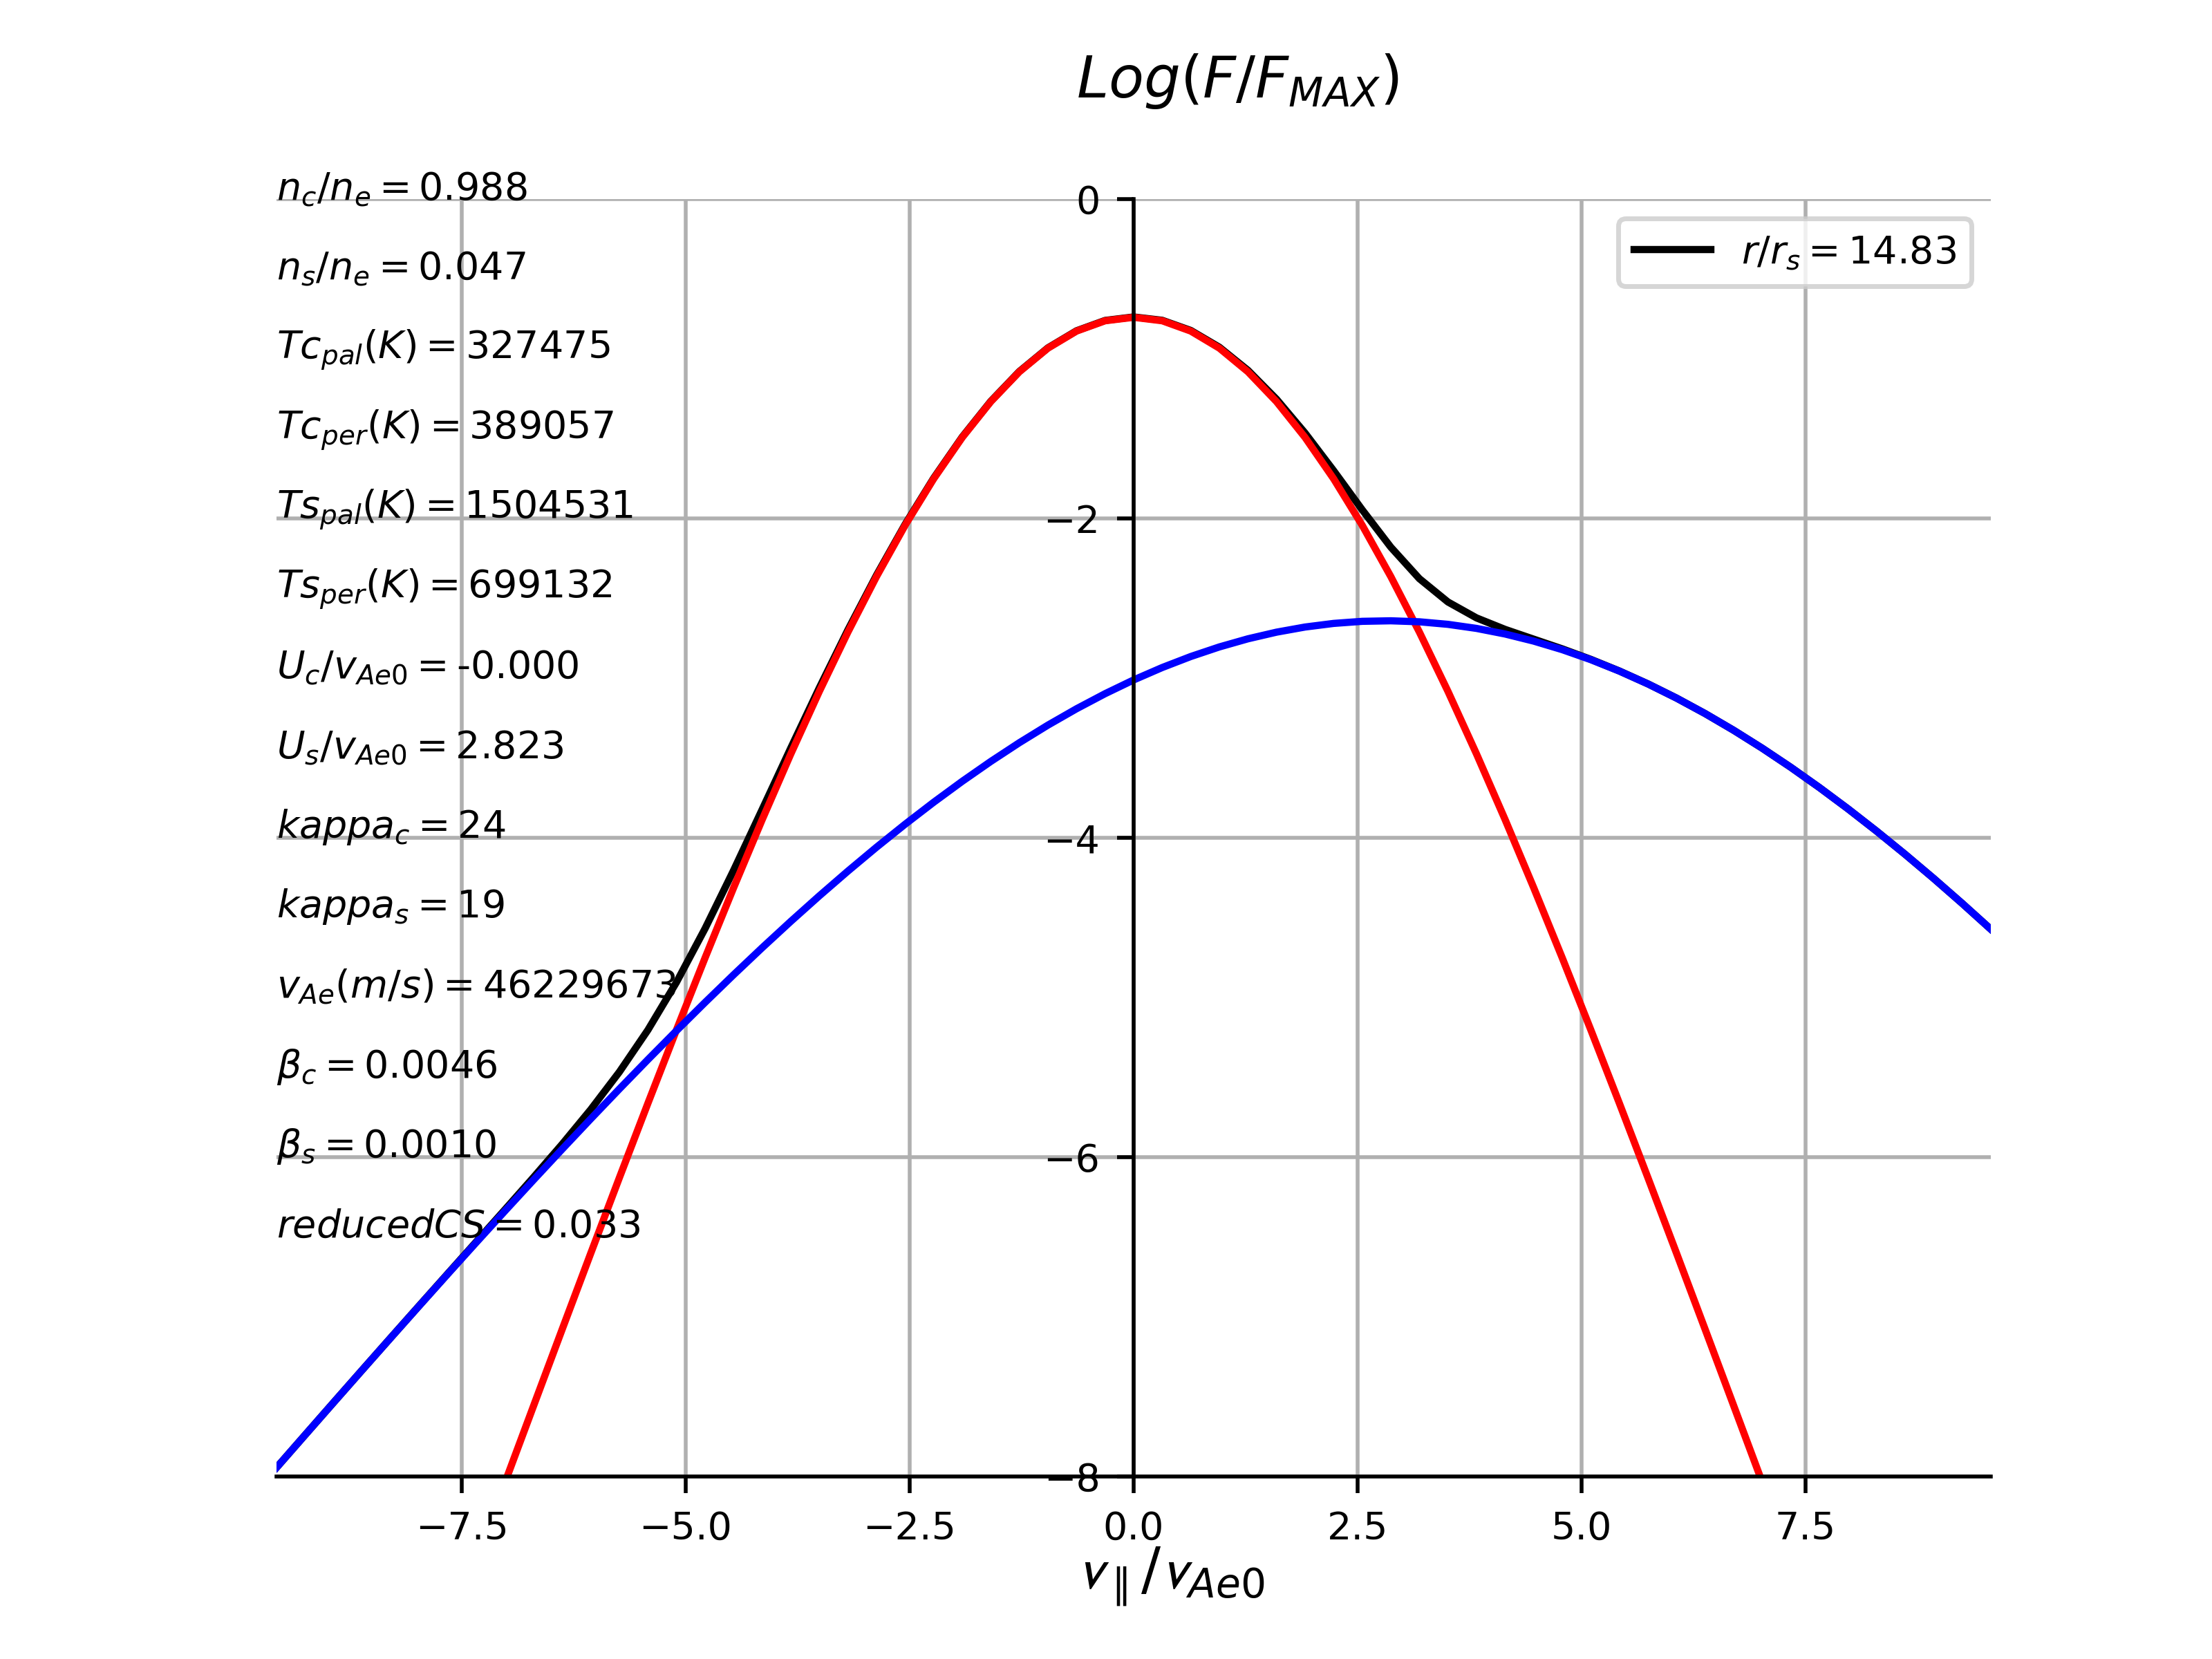 Log(F/F_MAX)
n_c/n_e = 0.988
n_s/n_e = 0.047
Tc_pal(K) = 327475
Tc_per(K) = 389057
Ts_pal(K) = 1504531
Ts_per(K) = 699132
U_c/v_Ae0 = -0.000
U_s/v_Ae0 = 2.823
kappa_c = 24
kappa_s = 19
v_Ae(m/s) = 46229673
β_c = 0.0046
β_s = 0.0010
reducedCS = 0.033
0
−2
−4
−6
−8
r/r_s = 14.83
−7.5 −5.0 −2.5 0.0 2.5 5.0 7.5
v_∥/v_Ae0